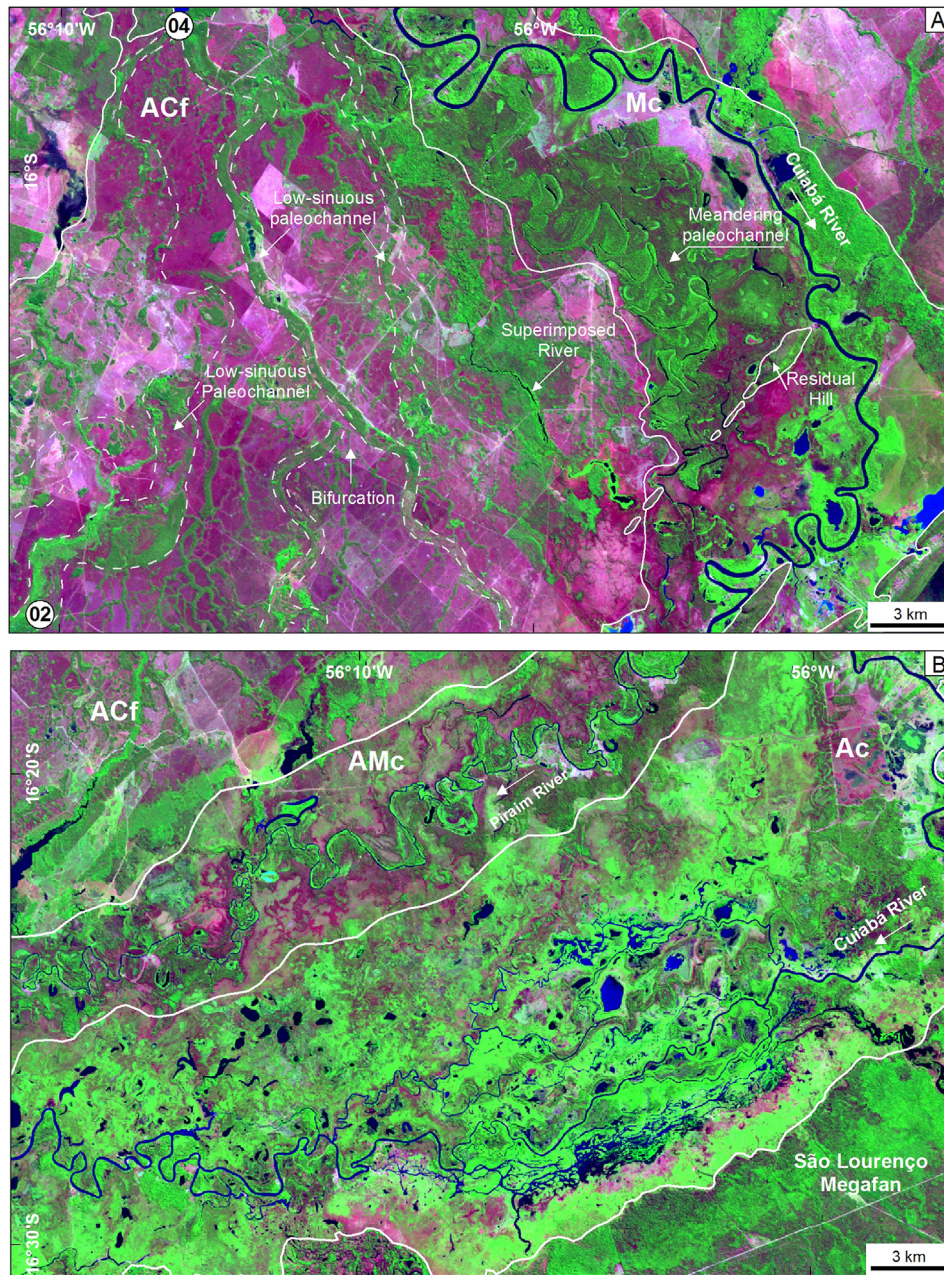 56°10'W
04
56°W
A
ACf
Mc
16°S
Cuiabá River
Low-sinuous
paleochannel
Meandering
paleochannel
Superimposed
River
Low-sinuous
Paleochannel
Residual
Hill
Bifurcation
02
3 km
56°10'W
56°W
B
ACf
AMc
Ac
16°20'S
Piraim River
Cuiabá River
São Lourenço
Megafan
16°30'S
3 km